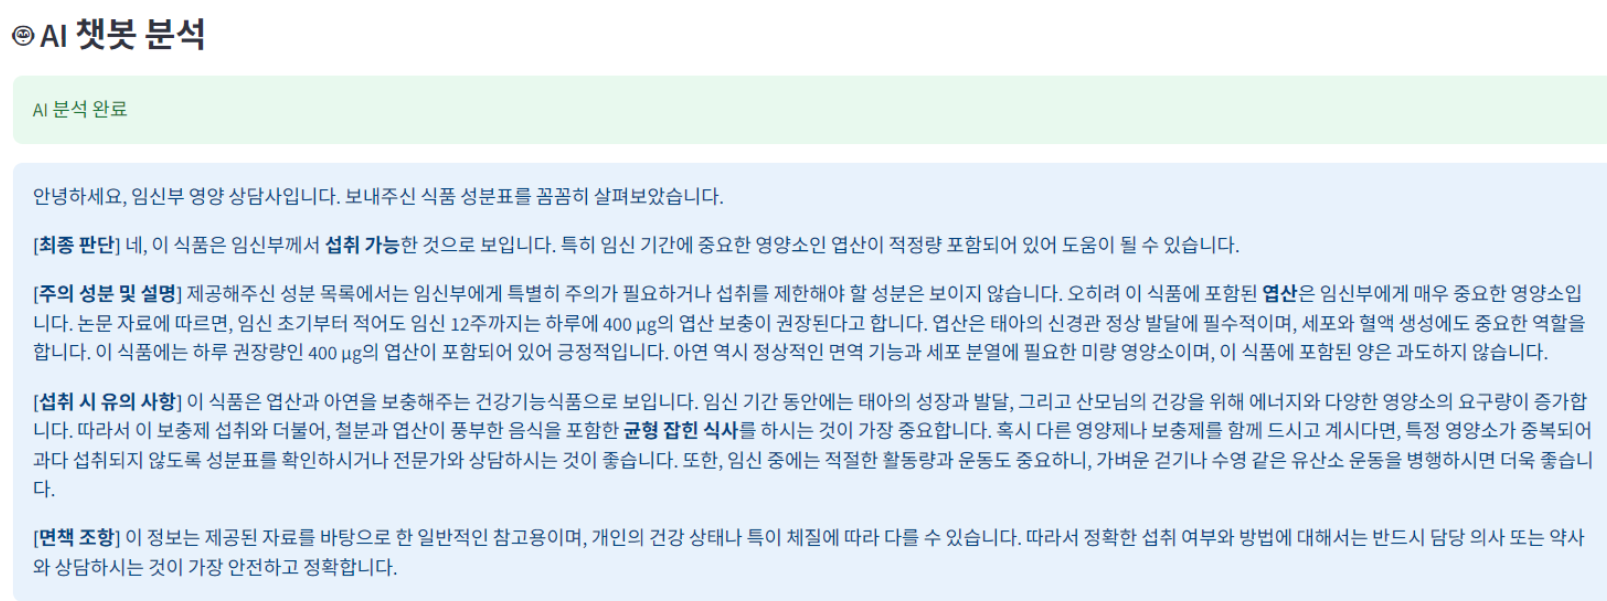 AI 챗봇 분석
AI 분석 완료
안녕하세요, 임신부 영양 상담사입니다. 보내주신 식품 성분표를 꼼꼼히 살펴보았습니다.
[최종 판단] 네, 이 식품은 임신부께서 섭취 가능한 것으로 보입니다. 특히 임신 기간에 중요한 영양소인 엽산이 적정량 포함되어 있어 도움이 될 수 있습니다.
[주의 성분 및 설명] 제공해주신 성분 목록에서는 임신부에게 특별히 주의가 필요하거나 섭취를 제한해야 할 성분은 보이지 않습니다. 오히려 이 식품에 포함된 엽산은 임신부에게 매우 중요한 영양소입
니다. 논문 자료에 따르면, 임신 초기부터 적어도 임신 12주까지는 하루에 400 μg의 엽산 보충이 권장된다고 합니다. 엽산은 태아의 신경관 정상 발달에 필수적이며, 세포와 혈액 생성에도 중요한 역할을
합니다. 이 식품에는 하루 권장량인 400 μg의 엽산이 포함되어 있어 긍정적입니다. 아연 역시 정상적인 면역 기능과 세포 분열에 필요한 미량 영양소이며, 이 식품에 포함된 양은 과도하지 않습니다.
[섭취 시 유의 사항] 이 식품은 엽산과 아연을 보충해주는 건강기능식품으로 보입니다. 임신 기간 동안에는 태아의 성장과 발달, 그리고 산모님의 건강을 위해 에너지와 다양한 영양소의 요구량이 증가합
니다. 따라서 이 보충제 섭취와 더불어, 철분과 엽산이 풍부한 음식을 포함한 균형 잡힌 식사를 하시는 것이 가장 중요합니다. 혹시 다른 영양제나 보충제를 함께 드시고 계시다면, 특정 영양소가 중복되어
과다 섭취되지 않도록 성분표를 확인하시거나 전문가와 상담하시는 것이 좋습니다. 또한, 임신 중에는 적절한 활동량과 운동도 중요하니, 가벼운 걷기나 수영 같은 유산소 운동을 병행하시면 더욱 좋습니
다.
[면책 조항] 이 정보는 제공된 자료를 바탕으로 한 일반적인 참고용이며, 개인의 건강 상태나 특이 체질에 따라 다를 수 있습니다. 따라서 정확한 섭취 여부와 방법에 대해서는 반드시 담당 의사 또는 약사
와 상담하시는 것이 가장 안전하고 정확합니다.